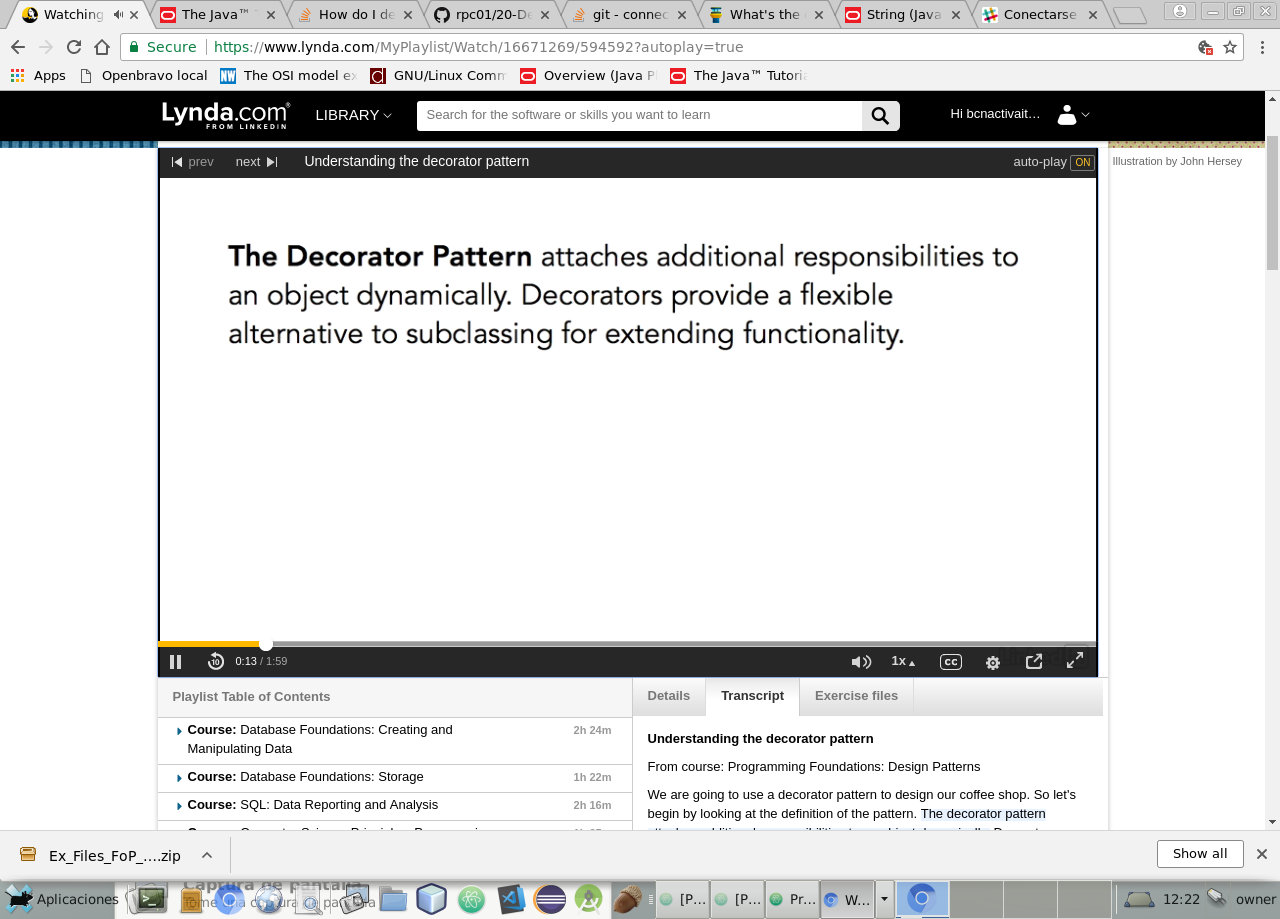 Watching
The Java™ T
How do I de
rpc01/20-De
git - connec
What's the
String (Java
Conectarse
Secure
https://www.lynda.com/MyPlaylist/Watch/16671269/594592?autoplay=true
Apps
Openbravo local
The OSI model ex
GNU/Linux Comm
Overview (Java P
The Java™ Tutoria
Lynda.com®
FROM LINKEDIN
LIBRARY
Search for the software or skills you want to learn
Hi bcnactivait...
prev
next
Understanding the decorator pattern
auto-play ON
Illustration by John Hersey
The Decorator Pattern attaches additional responsibilities to
an object dynamically. Decorators provide a flexible
alternative to subclassing for extending functionality.
10
0:13 / 1:59
1x
cc
Playlist Table of Contents
Details
Transcript
Exercise files
Course: Database Foundations: Creating and
Manipulating Data
2h 24m
Course: Database Foundations: Storage
1h 22m
Course: SQL: Data Reporting and Analysis
2h 16m
Understanding the decorator pattern
From course: Programming Foundations: Design Patterns
We are going to use a decorator pattern to design our coffee shop. So let's
begin by looking at the definition of the pattern. The decorator pattern
Ex_Files_FoP_....zip
Show all
Aplicaciones
Captura de pantalla
[P...
[P...
Pr...
W...
12:22
owner